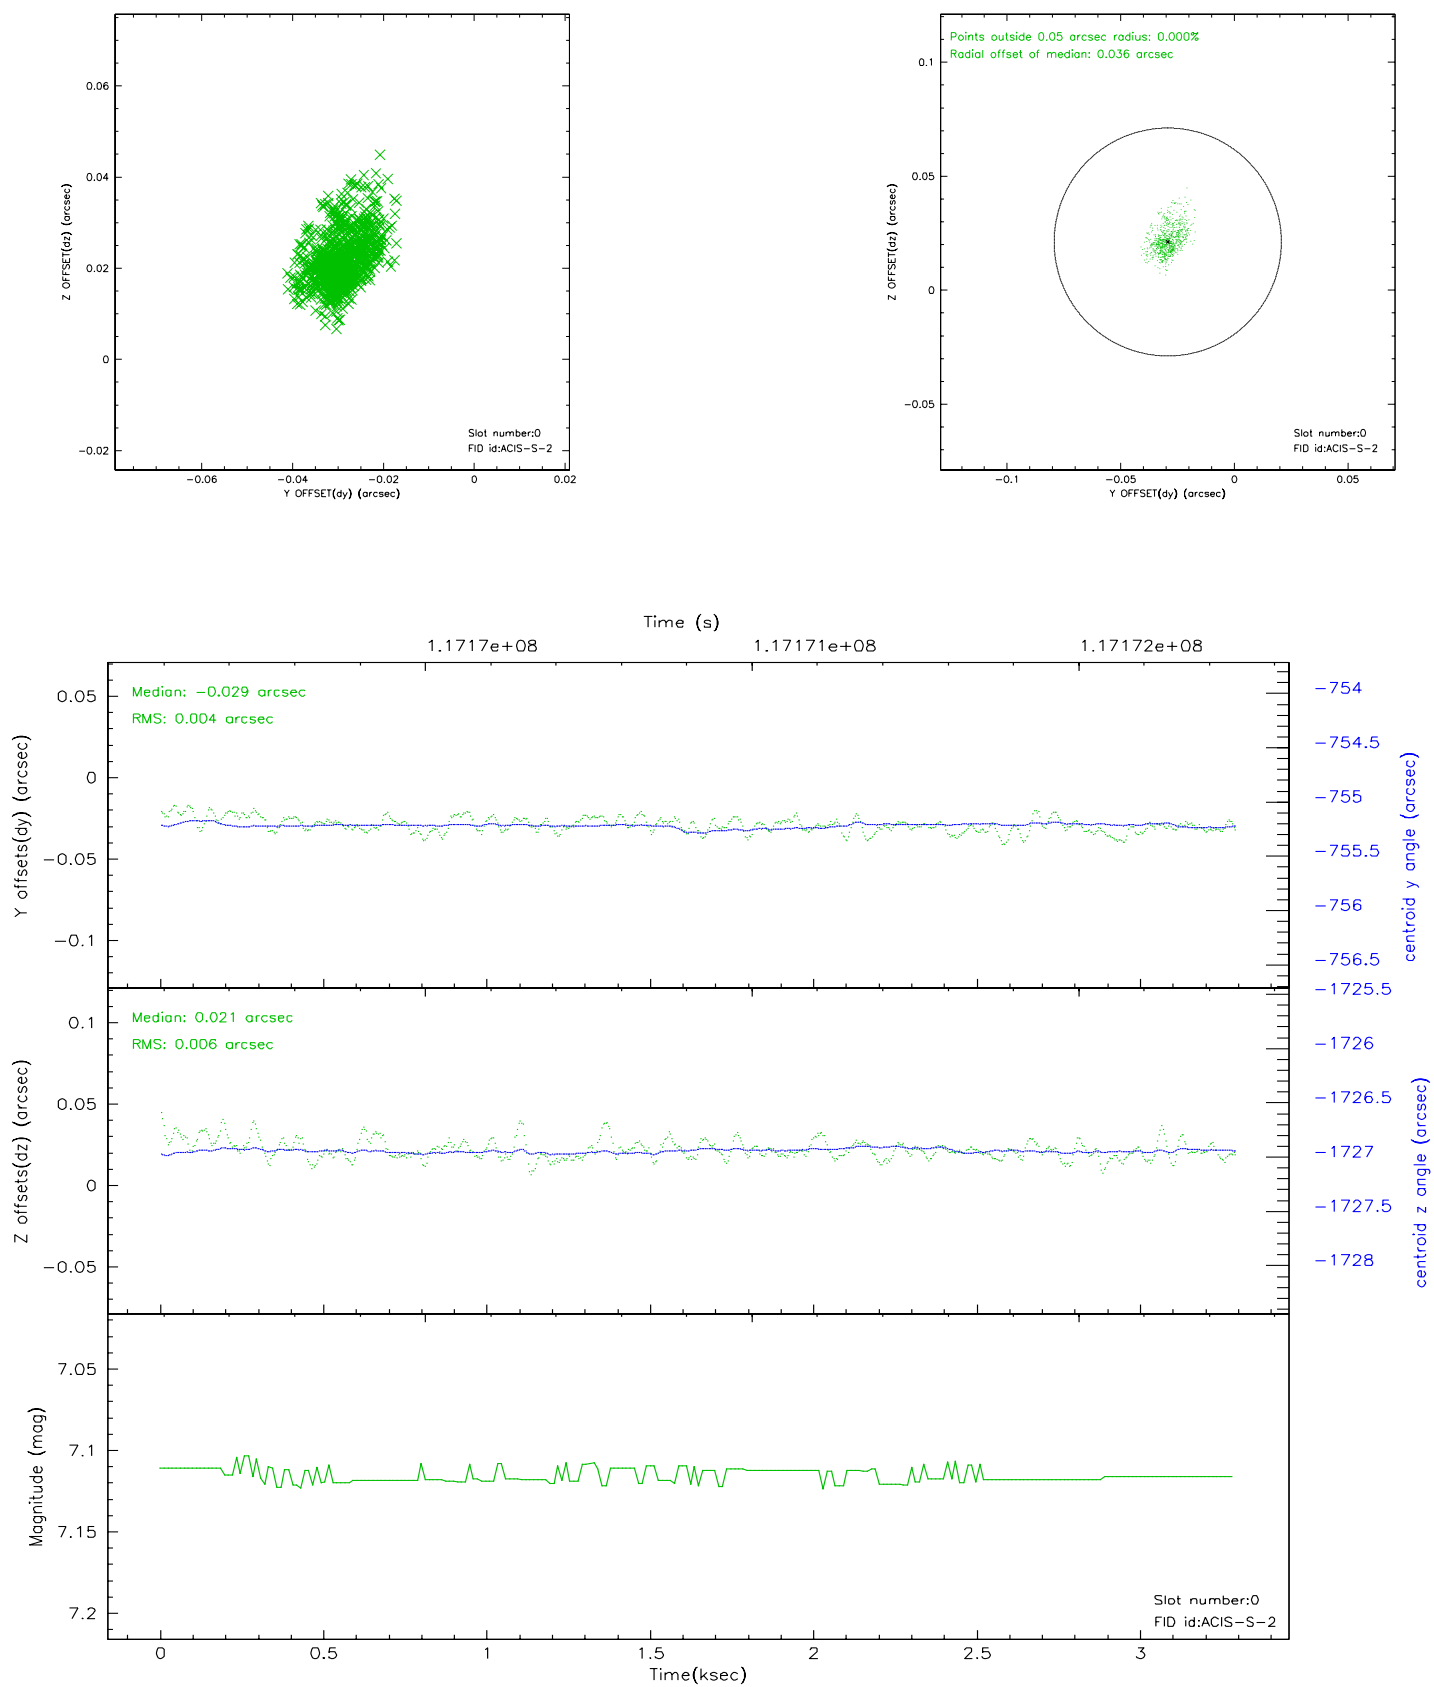 0.06
0.04
0.02
0
−0.02
Z OFFSET(dz) (arcsec)
Slot number:0
FID id:ACIS−S−2
−0.06 −0.04 −0.02 0 0.02
Y OFFSET(dy) (arcsec)
Points outside 0.05 arcsec radius: 0.000%
Radial offset of median: 0.036 arcsec
0.1
0.05
0
−0.05
Z OFFSET(dz) (arcsec)
Slot number:0
FID id:ACIS−S−2
−0.1 −0.05 0 0.05
Y OFFSET(dy) (arcsec)
Time (s)
1.1717e+08 1.17171e+08 1.17172e+08
Median: −0.029 arcsec
RMS: 0.004 arcsec
0.05
0
−0.05
−0.1
Y offsets(dy) (arcsec)
−754
−754.5
−755
−755.5
−756
−756.5
centroid y angle (arcsec)
Median: 0.021 arcsec
RMS: 0.006 arcsec
0.1
0.05
0
−0.05
Z offsets(dz) (arcsec)
−1725.5
−1726
−1726.5
−1727
−1727.5
−1728
centroid z angle (arcsec)
7.05
7.1
7.15
7.2
Magnitude (mag)
Slot number:0
FID id:ACIS−S−2
0 0.5 1 1.5 2 2.5 3
Time(ksec)